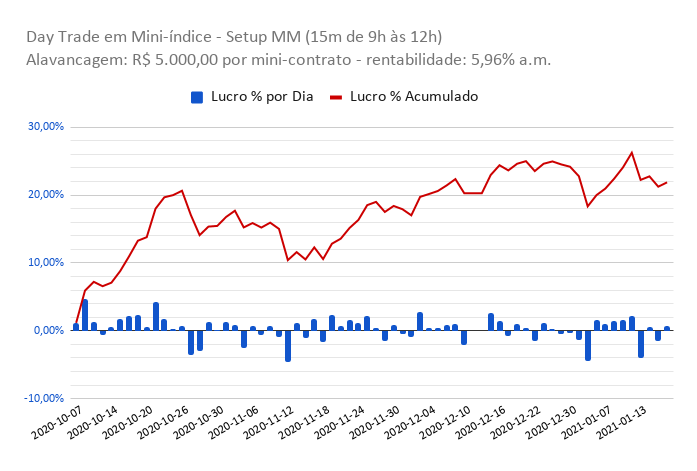 Day Trade em Mini-índice - Setup MM (15m de 9h às 12h)
Alavancagem: R$ 5.000,00 por mini-contrato - rentabilidade: 5,96% a.m.
Lucro % por Dia Lucro % Acumulado
30,00%
20,00%
10,00%
0,00%
-10,00%
2020-10-07 2020-10-14 2020-10-20 2020-10-26 2020-10-30 2020-11-06 2020-11-12 2020-11-18 2020-11-24 2020-11-30 2020-12-04 2020-12-10 2020-12-16 2020-12-22 2020-12-30 2021-01-07 2021-01-13